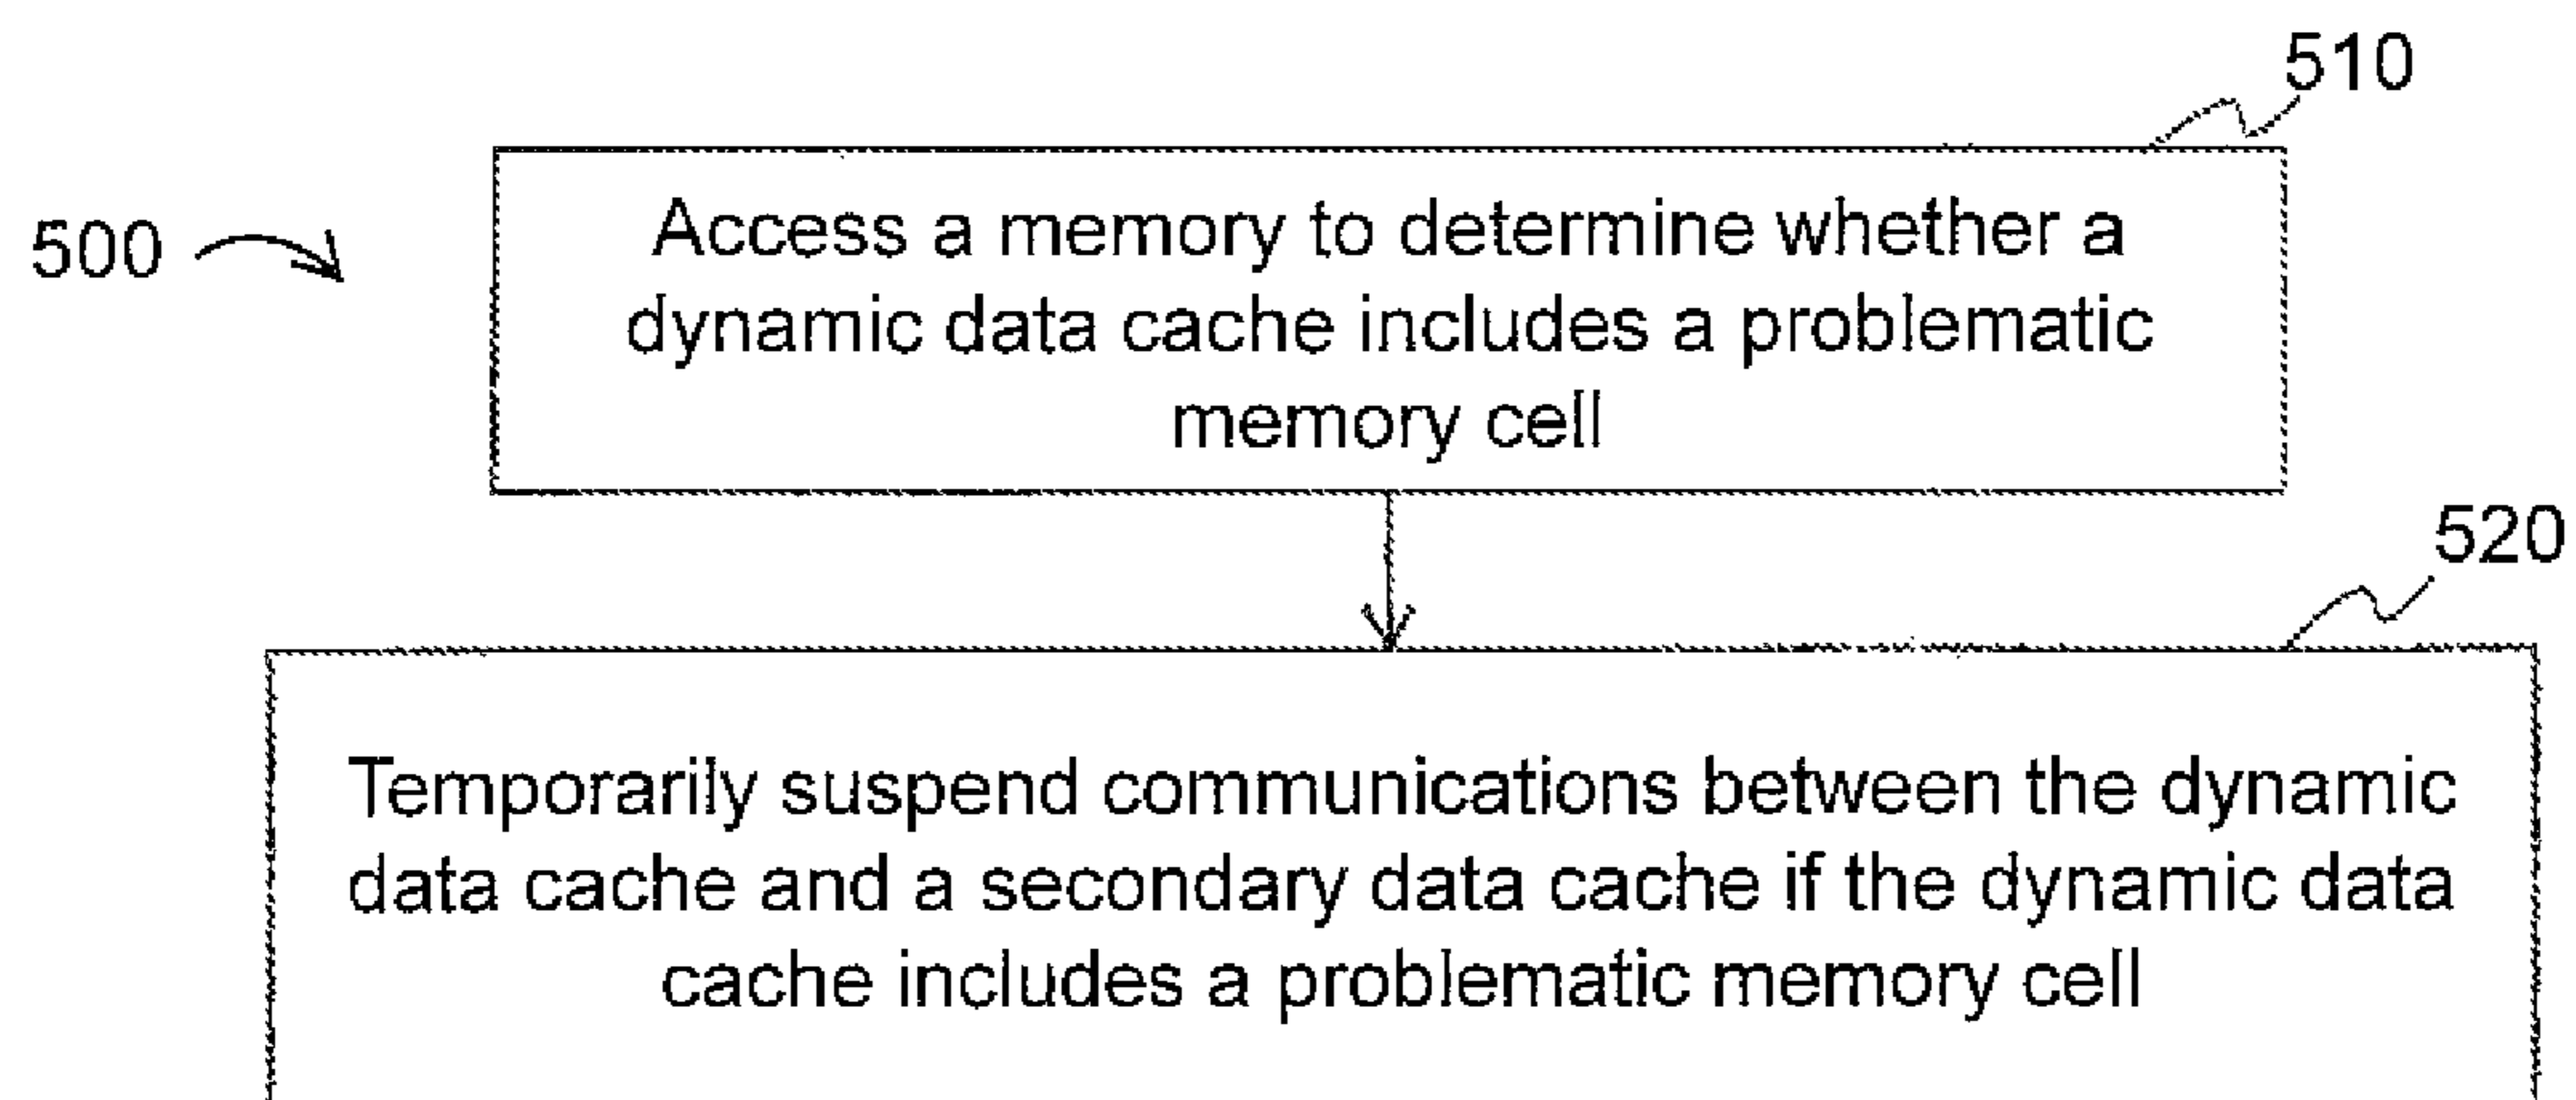 510
500
Access a memory to determine whether a
dynamic data cache includes a problematic
memory cell
520
Temporarily suspend communications between the dynamic
data cache and a secondary data cache if the dynamic data
cache includes a problematic memory cell